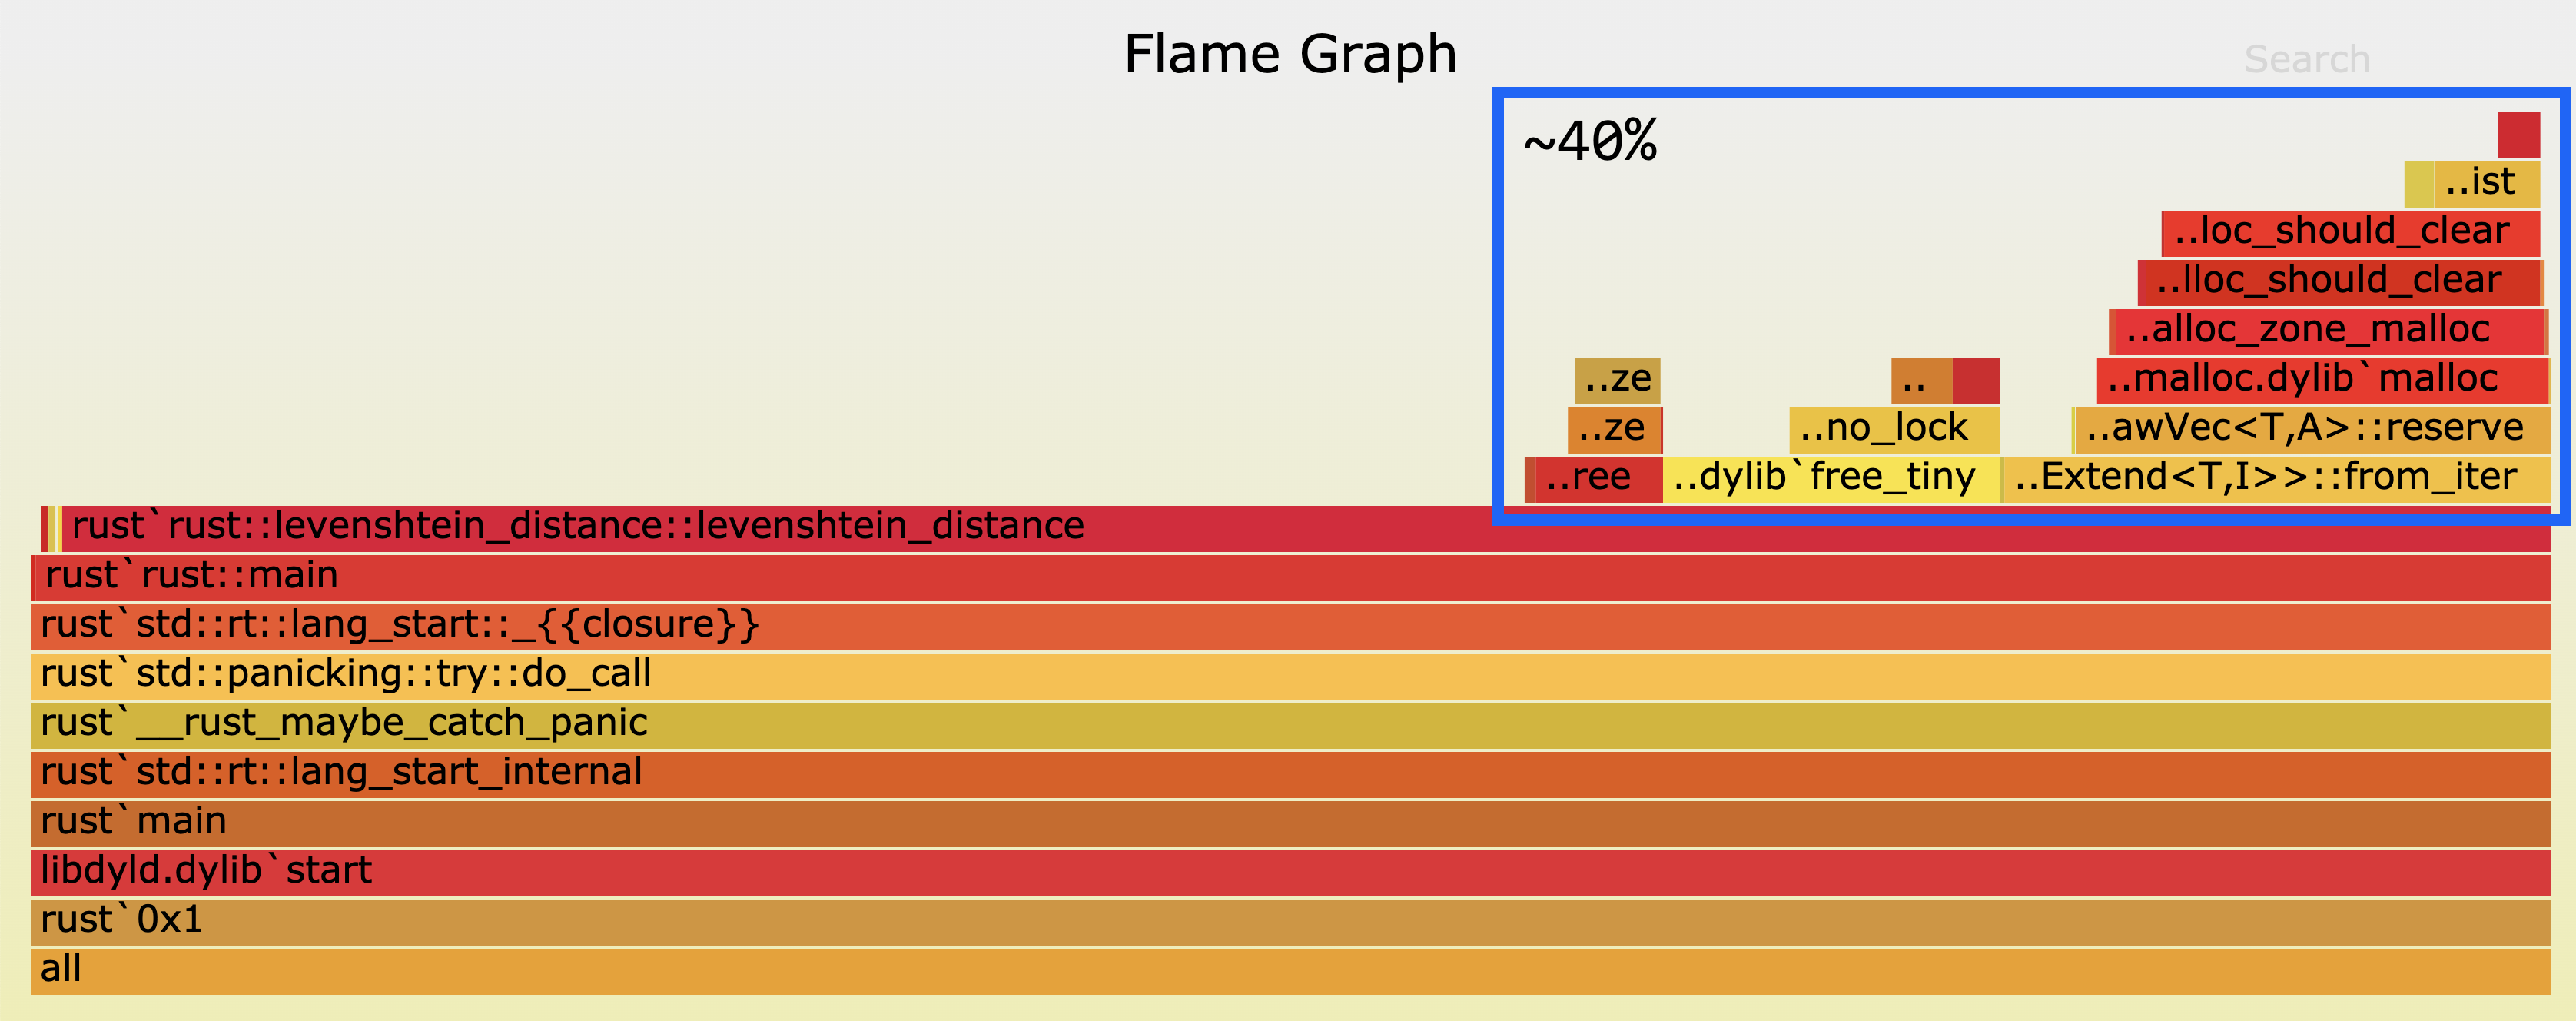 Flame Graph
Search
~40%
..ist
..loc_should_clear
..lloc_should_clear
..alloc_zone_malloc
..ze .. ..malloc.dylib`malloc
..ze ..no_lock ..awVec<T,A>::reserve
..ree ..dylib`free_tiny ..Extend<T,I>>::from_iter
rust`rust::levenshtein_distance::levenshtein_distance
rust`rust::main
rust`std::rt::lang_start::_{{closure}}
rust`std::panicking::try::do_call
rust`__rust_maybe_catch_panic
rust`std::rt::lang_start_internal
rust`main
libdyld.dylib`start
rust`0x1
all